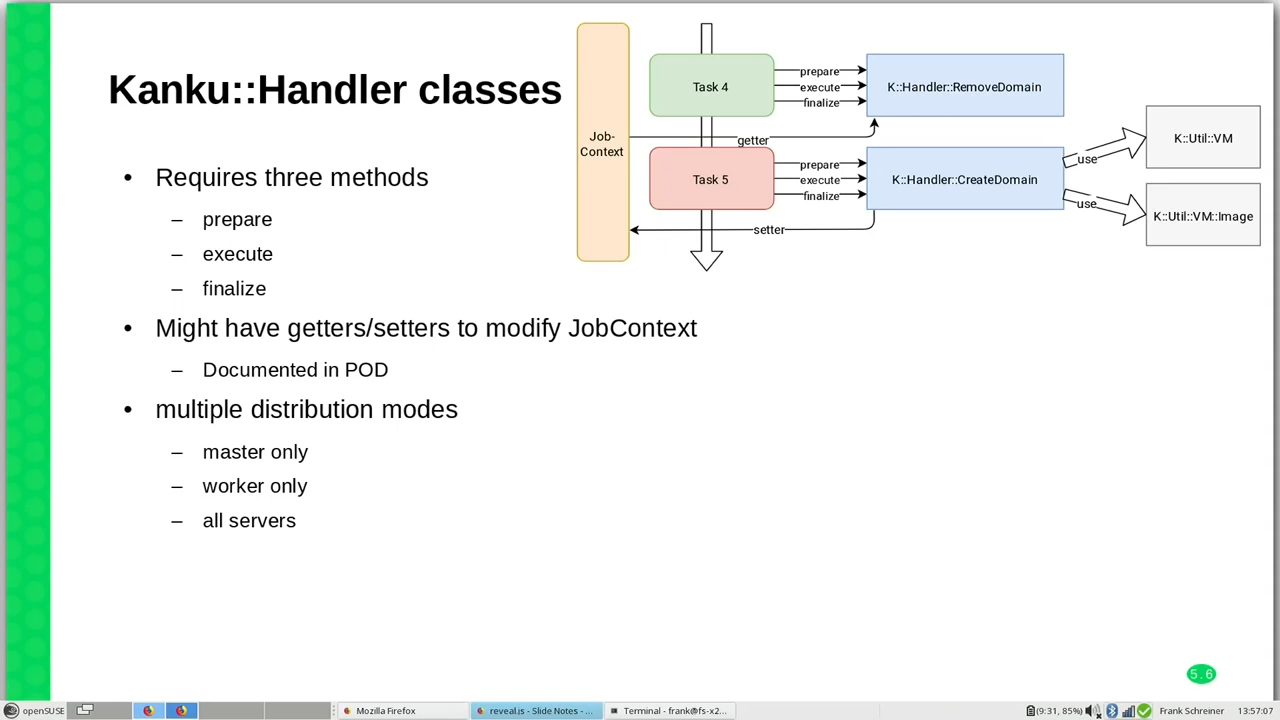 Kanku::Handler classes
• Requires three methods
– prepare
– execute
– finalize
• Might have getters/setters to modify JobContext
– Documented in POD
• multiple distribution modes
– master only
– worker only
– all servers
Job-
Context
Task 4
prepare
execute
finalize
K::Handler::RemoveDomain
getter
Task 5
prepare
execute
finalize
K::Handler::CreateDomain
setter
use
use
K::Util::VM
K::Util::VM::Image
5.6
openSUSE
Mozilla Firefox
reveal.js - Slide Notes - ...
Terminal - frank@fs-x2...
(9:31, 85%)
Frank Schreiner
13:57:07